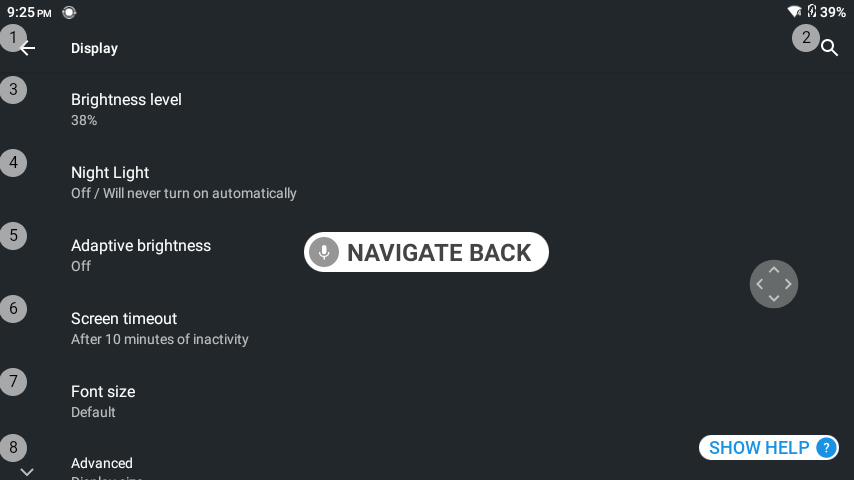 9:25 PM 39%
1 Display 2
3 Brightness level
38%
4 Night Light
Off / Will never turn on automatically
5 Adaptive brightness
Off
NAVIGATE BACK
6 Screen timeout
After 10 minutes of inactivity
7 Font size
Default
SHOW HELP ?
8 Advanced
Display size